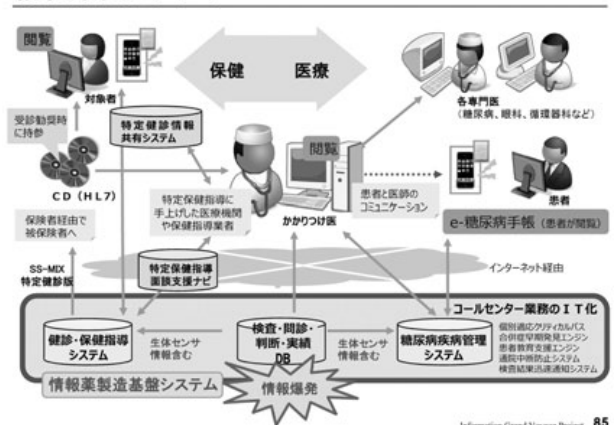 閲覧
対象者
保健 医療
各専門医
(糖尿病、眼科、循環器科など)
受診勧奨時
に持参
特定健診情報
共有システム
閲覧
CD(HL7)
特定保健指導に
手上げした医療機関
や保健指導業者
かかりつけ医
患者と医師の
コミュニケーション
患者
e-糖尿病手帳(患者が閲覧)
保険者経由で
被保険者へ
SS-MIX
特定健診版
特定保健指導
面談支援ナビ
インターネット経由
コールセンター業務のIT化
健診・保健指導
システム
生体センサ
情報含む
検査・問診・
判断・実績
DB
生体センサ
情報含む
糖尿病疾病管理
システム
個別適応クリティカルパス
合併症早期発見エンジン
患者教育支援エンジン
通院中断防止システム
検査結果迅速通知システム
情報薬製造基盤システム
情報爆発
85